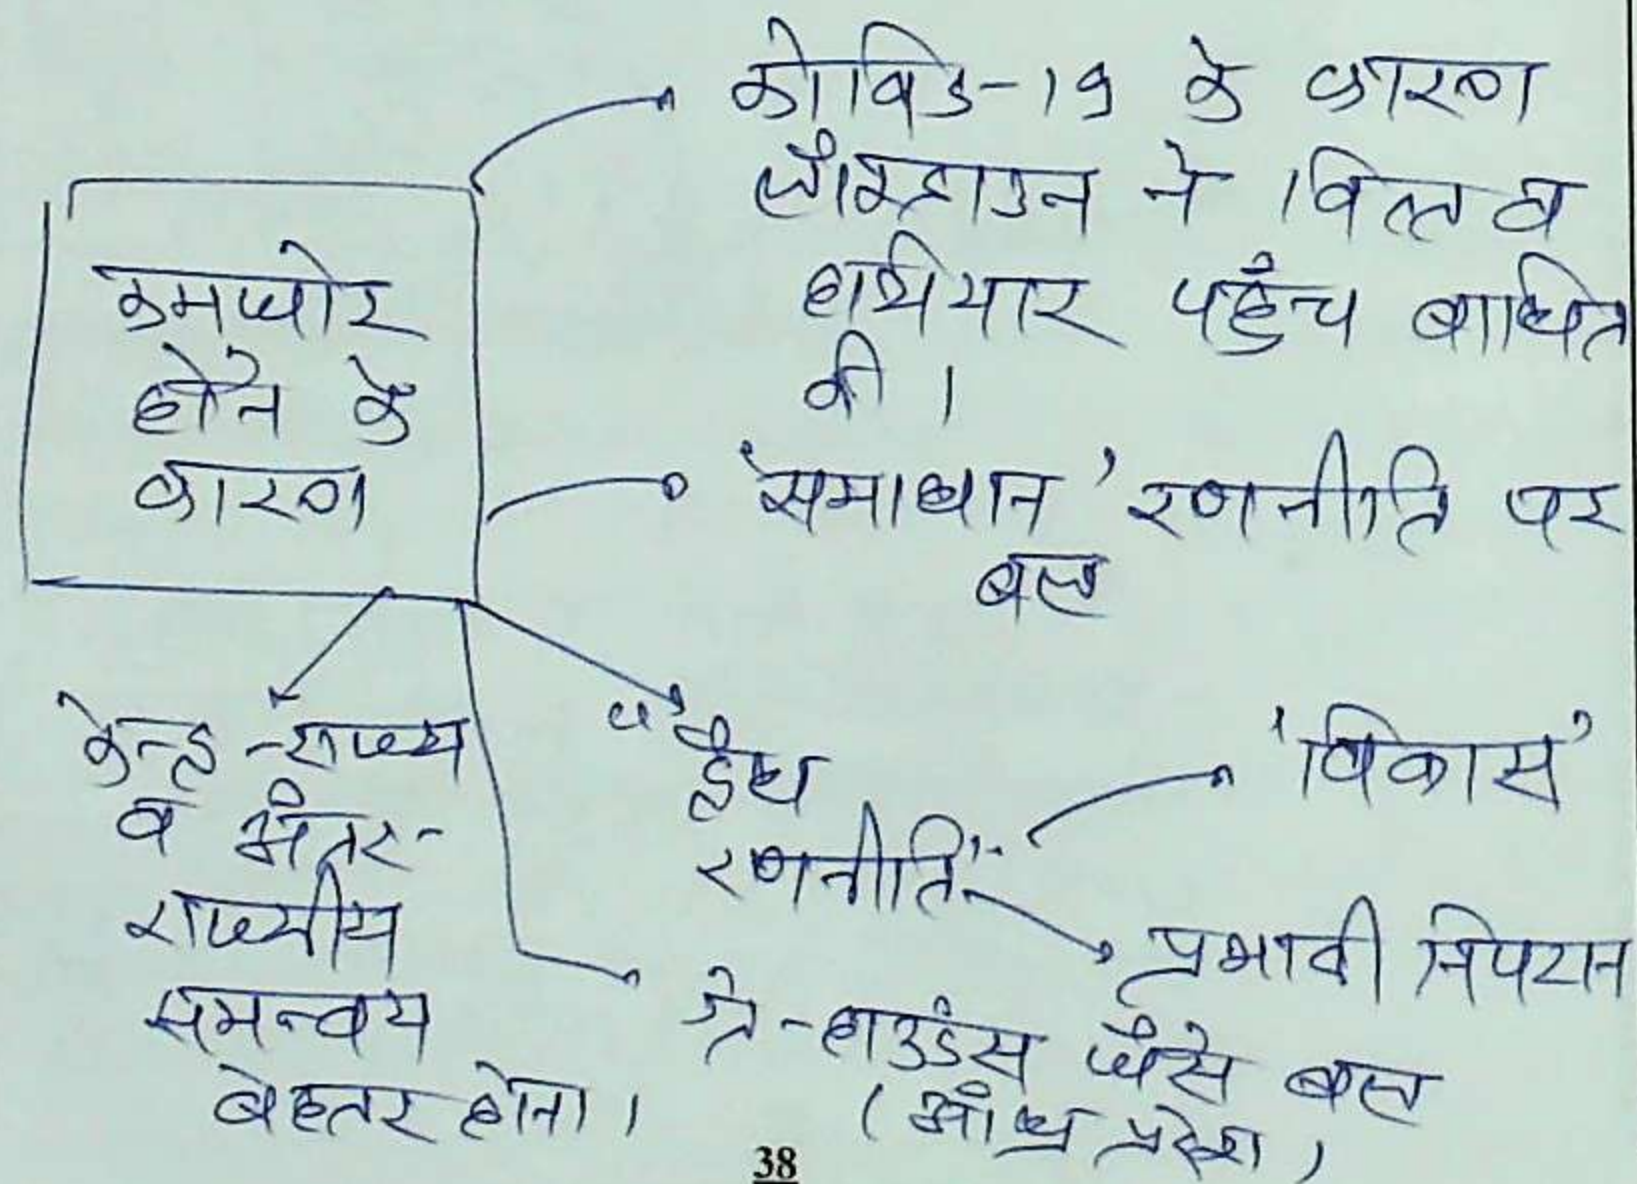 कमजोर
होने के
कारण
कोविड-19 के कारण
लॉकडाउन ने वित्त व
हथियार पहुँच बाधित
की।
'समाधान' रणनीति पर
बल
"द्वैध
रणनीति":-
'विकास'
प्रभावी निपटान
ग्रे-हाउंड्स जैसे बल
(आंध्र प्रदेश)
केन्द्र-राज्य
व अंतर-
राज्यीय
समन्वय
बेहतर होना।
38